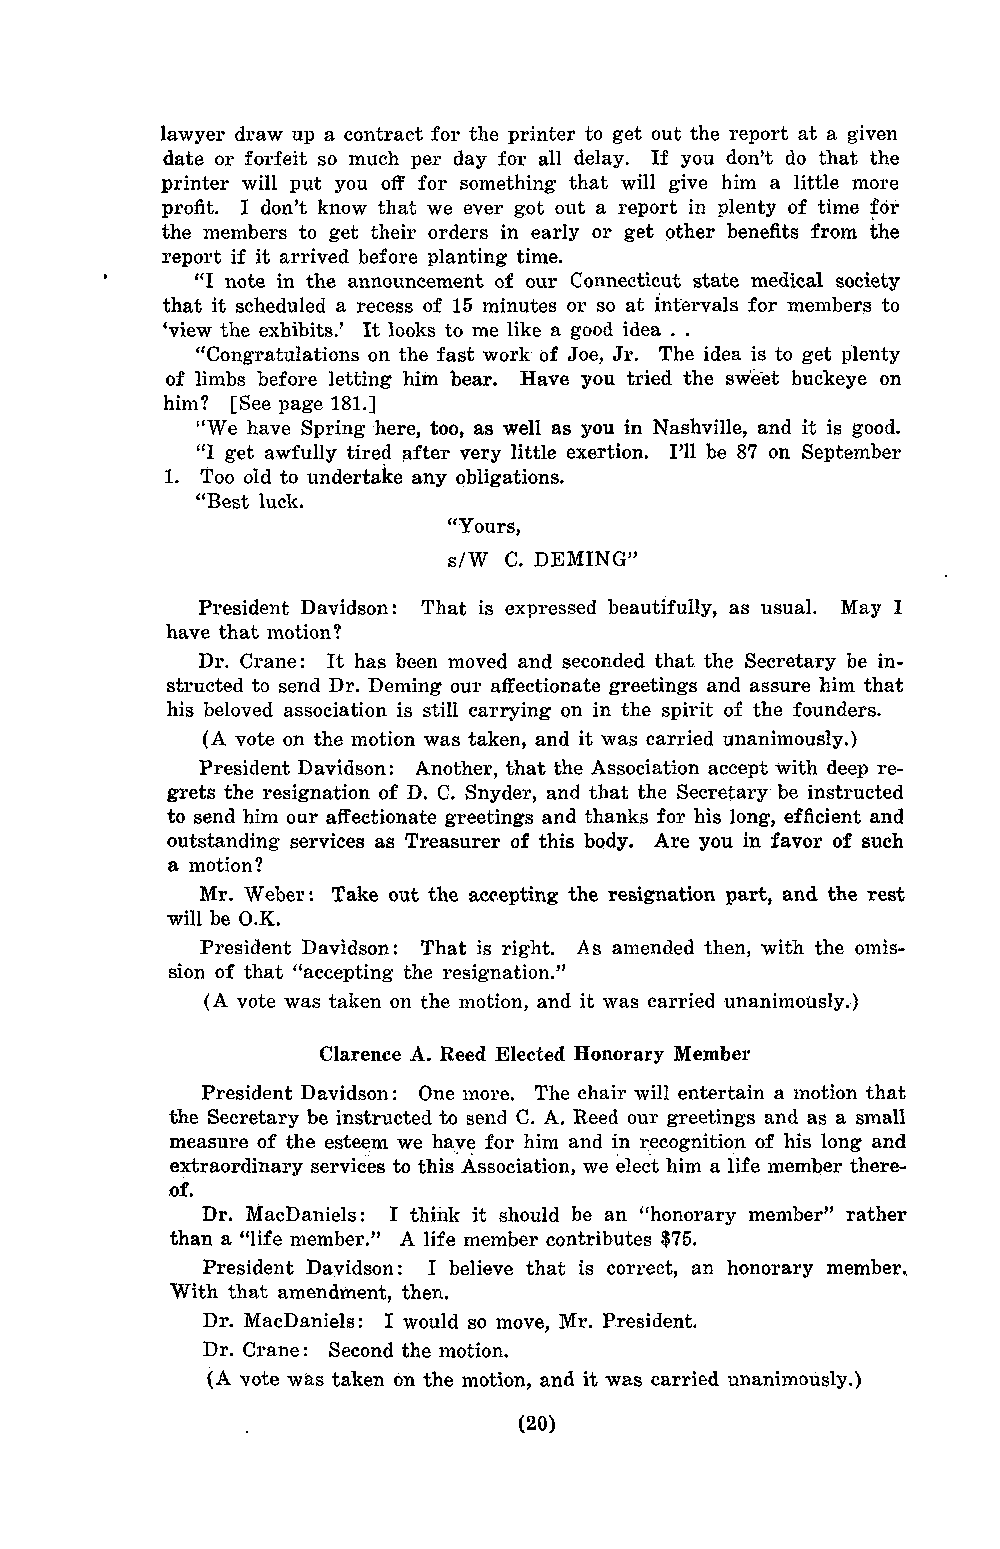 lawyer draw up a contract for the printer to get out the report at a given
date or forfeit so much per day for all delay. If you don't do that the
printer will put you off for something that will give him a little more
profit. I don't know that we ever got out a report in plenty of time for
the members to get their orders in early or get other benefits from the
report if it arrived before planting time.
"I note in the announcement of our Connecticut state medical society
that it scheduled a recess of 15 minutes or so at intervals for members to
'view the exhibits.' It looks to me like a good idea . .
"Congratulations on the fast work of Joe, Jr. The idea is to get plenty
of limbs before letting him bear. Have you tried the sweet buckeye on
him? [See page 181.]
"We have Spring here, too, as well as you in Nashville, and it is good.
"I get awfully tired after very little exertion. I'll be 87 on September
1. Too old to undertake any obligations.
"Best luck.
"Yours,
s/W C. DEMING"
President Davidson: That is expressed beautifully, as usual. May I
have that motion?
Dr. Crane: It has been moved and seconded that the Secretary be in-
structed to send Dr. Deming our affectionate greetings and assure him that
his beloved association is still carrying on in the spirit of the founders.
(A vote on the motion was taken, and it was carried unanimously.)
President Davidson: Another, that the Association accept with deep re-
grets the resignation of D. C. Snyder, and that the Secretary be instructed
to send him our affectionate greetings and thanks for his long, efficient and
outstanding services as Treasurer of this body. Are you in favor of such
a motion?
Mr. Weber: Take out the accepting the resignation part, and the rest
will be O.K.
President Davidson: That is right. As amended then, with the omis-
sion of that "accepting the resignation."
(A vote was taken on the motion, and it was carried unanimously.)
Clarence A. Reed Elected Honorary Member
President Davidson: One more. The chair will entertain a motion that
the Secretary be instructed to send C. A. Reed our greetings and as a small
measure of the esteem we have for him and in recognition of his long and
extraordinary services to this Association, we elect him a life member there-
of.
Dr. MacDaniels: I think it should be an "honorary member" rather
than a "life member." A life member contributes $75.
President Davidson: I believe that is correct, an honorary member.
With that amendment, then.
Dr. MacDaniels: I would so move, Mr. President.
Dr. Crane: Second the motion.
(A vote was taken on the motion, and it was carried unanimously.)
(20)